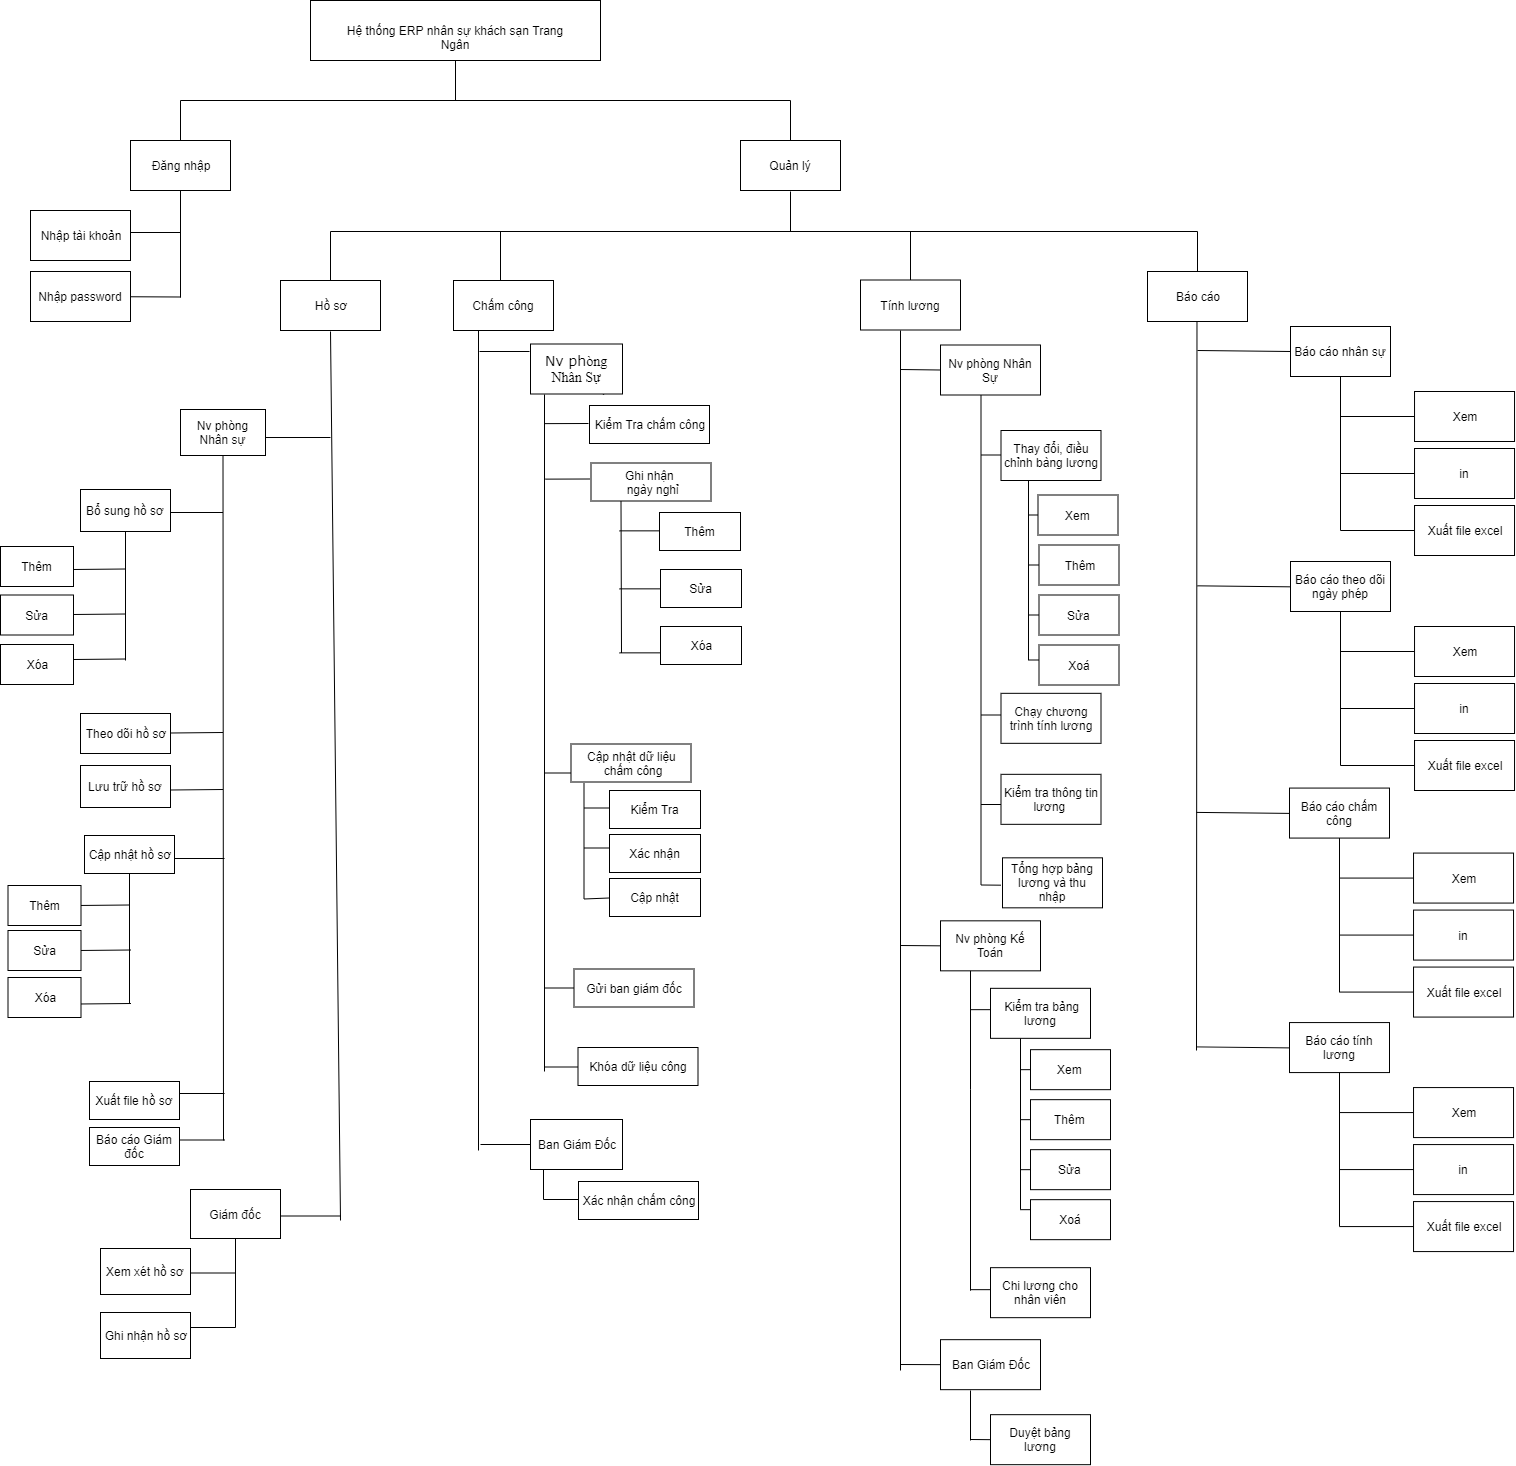 Hệ thống ERP nhân sự khách sạn Trang
Ngân
Đăng nhập
Nhập tài khoản
Nhập password
Quản lý
Hồ sơ
Nv phòng
Nhân sự
Bổ sung hồ sơ
Thêm
Sửa
Xóa
Theo dõi hồ sơ
Lưu trữ hồ sơ
Cập nhật hồ sơ
Thêm
Sửa
Xóa
Xuất file hồ sơ
Báo cáo Giám
đốc
Giám đốc
Xem xét hồ sơ
Ghi nhận hồ sơ
Chấm công
Nv phòng
Nhân Sự
Kiểm Tra chấm công
Ghi nhận
ngày nghỉ
Thêm
Sửa
Xóa
Cập nhật dữ liệu
chấm công
Kiểm Tra
Xác nhận
Cập nhật
Gửi ban giám đốc
Khóa dữ liệu công
Ban Giám Đốc
Xác nhận chấm công
Tính lương
Nv phòng Nhân
Sự
Thay đổi, điều
chỉnh bảng lương
Xem
Thêm
Sửa
Xoá
Chạy chương
trình tính lương
Kiểm tra thông tin
lương
Tổng hợp bảng
lương và thu
nhập
Nv phòng Kế
Toán
Kiểm tra bảng
lương
Xem
Thêm
Sửa
Xoá
Chi lương cho
nhân viên
Ban Giám Đốc
Duyệt bảng
lương
Báo cáo
Báo cáo nhân sự
Xem
in
Xuất file excel
Báo cáo theo dõi
ngày phép
Xem
in
Xuất file excel
Báo cáo chấm
công
Xem
in
Xuất file excel
Báo cáo tính
lương
Xem
in
Xuất file excel